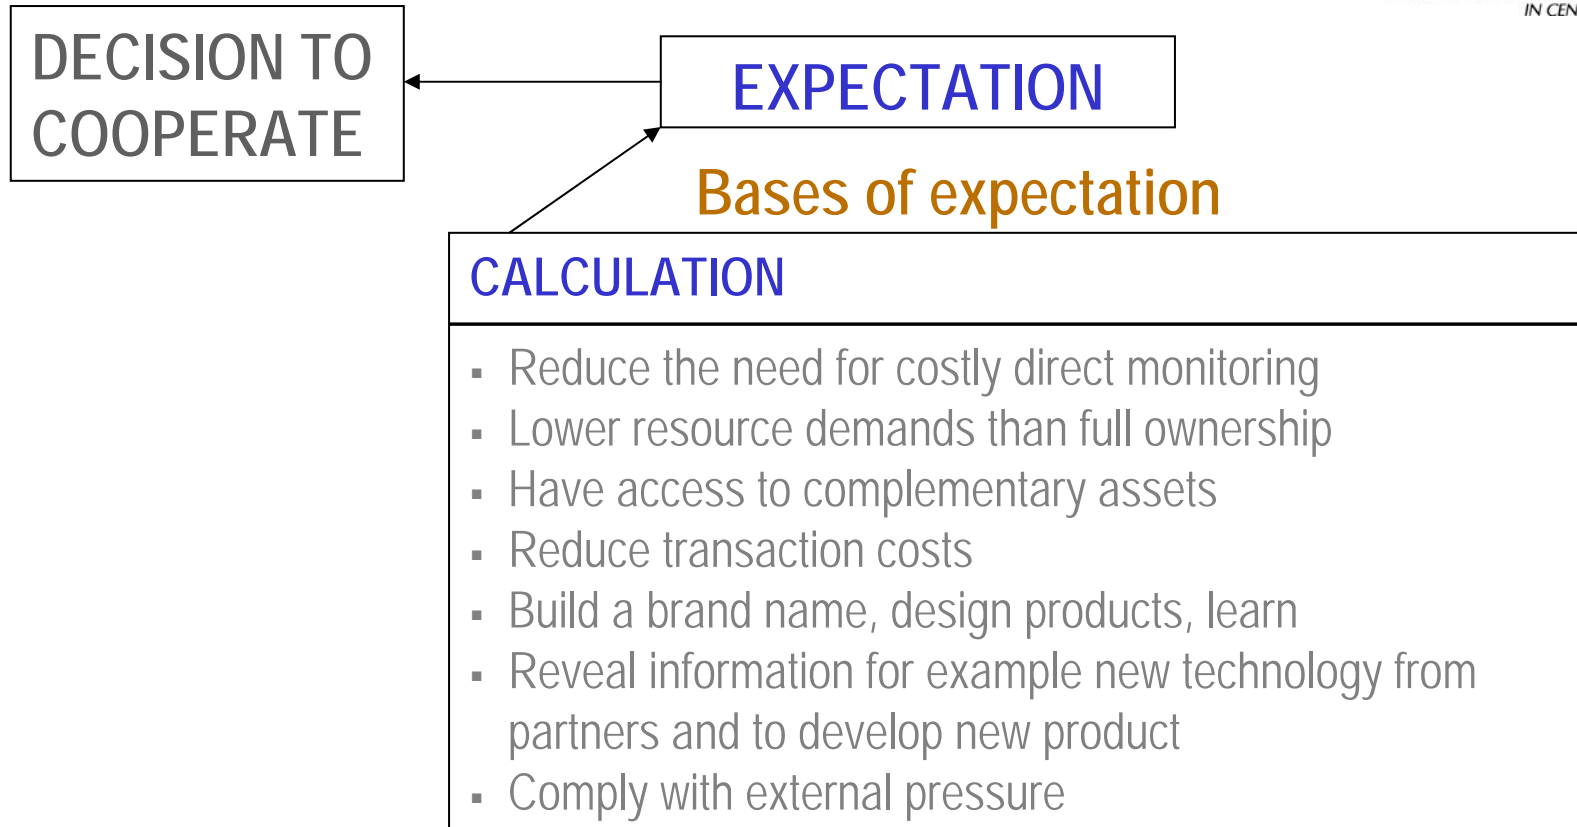 IN CEN
DECISION TO
COOPERATE
EXPECTATION
Bases of expectation
CALCULATION
▪ Reduce the need for costly direct monitoring
▪ Lower resource demands than full ownership
▪ Have access to complementary assets
▪ Reduce transaction costs
▪ Build a brand name, design products, learn
▪ Reveal information for example new technology from
partners and to develop new product
▪ Comply with external pressure